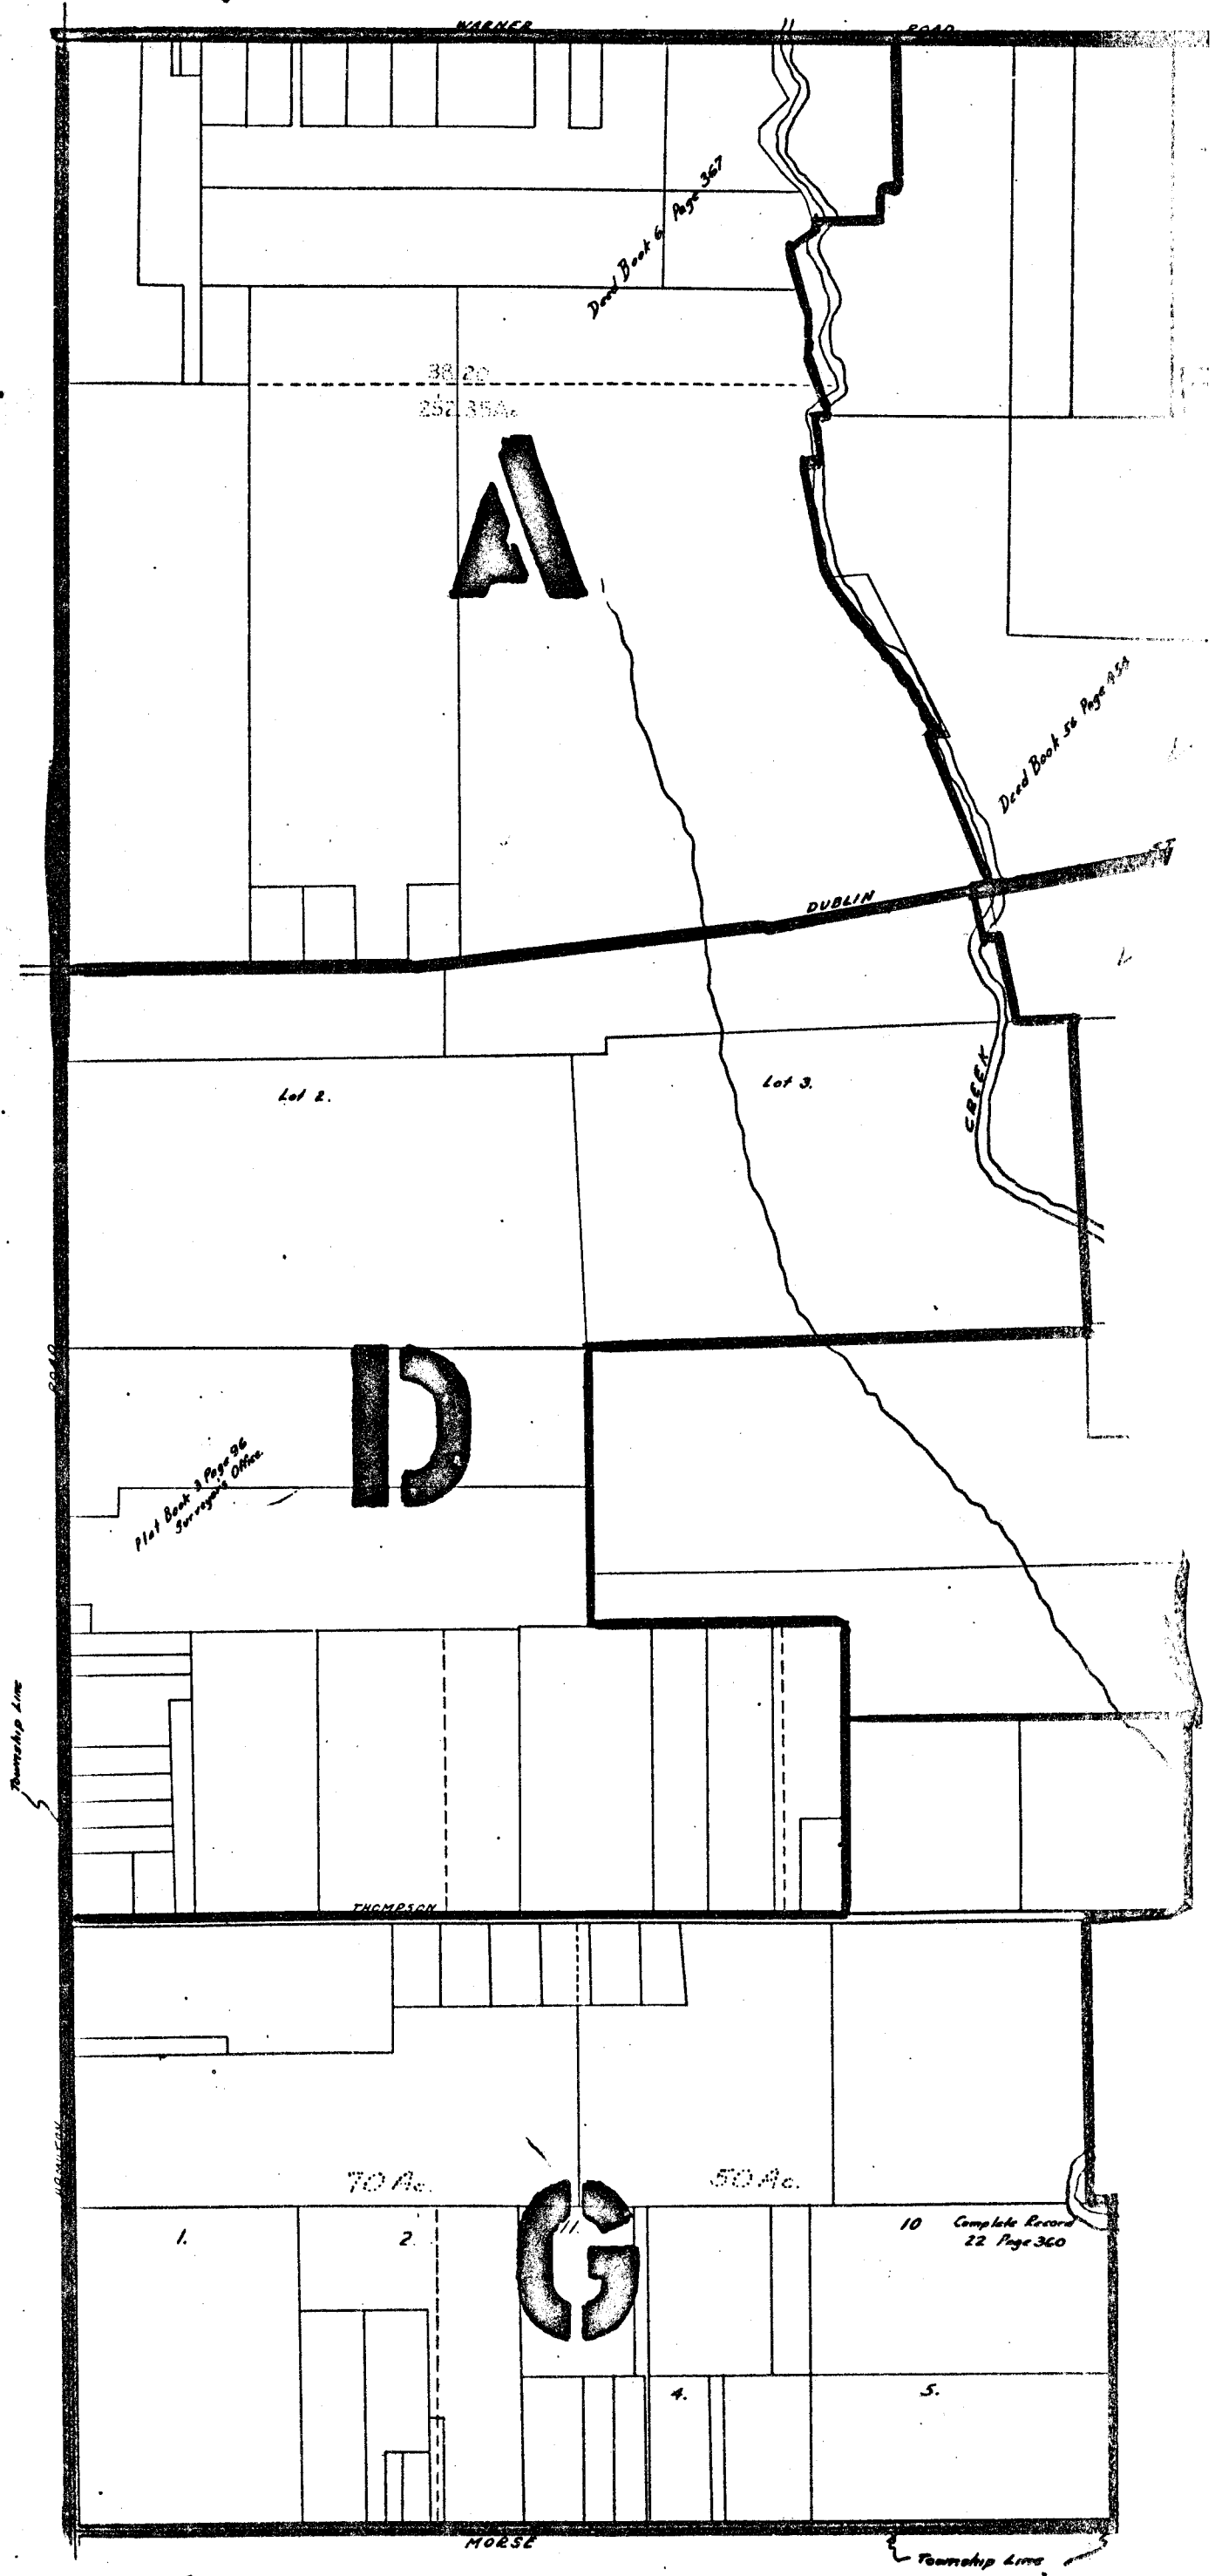 WARNER ROAD
Deed Book 6 Page 367
38.20
252.35Ac.
A
Deed Book 56 Page 454
DUBLIN
Lot 2.
Lot 3.
CREEK
ROAD
D
Plat Book 3 Page 96
Surveyor's Office.
Township Line
THOMPSON
HAMILTON
70 Ac.
50 Ac.
G
1.
2.
11.
10
Complete Record
22 Page 360
4.
5.
MORSE
Township Line